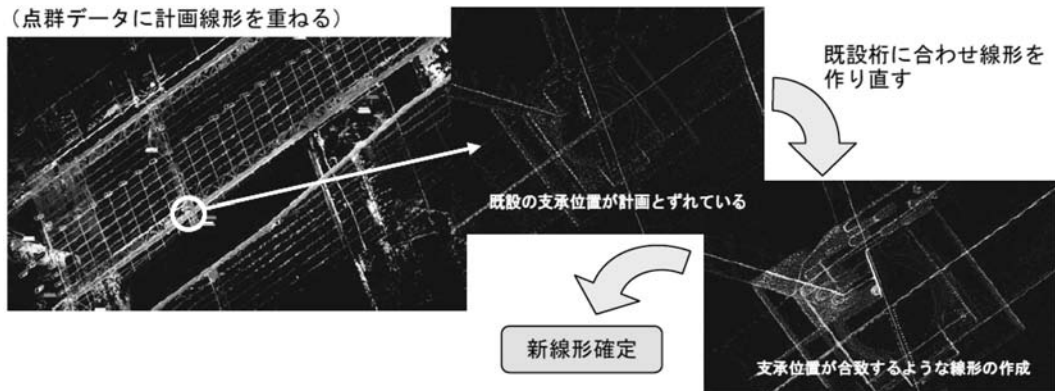 （点群データに計画線形を重ねる）
既設桁に合わせ線形を
作り直す
既設の支承位置が計画とずれている
支承位置が合致するような線形の作成
新線形確定